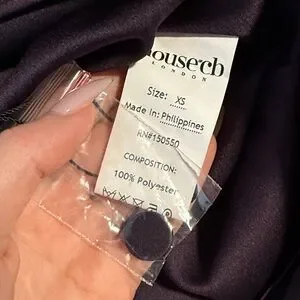 ousecb
LONDON
Size: XS
Made in: Philippines
RN#150550
COMPOSITION:
100% Polyester